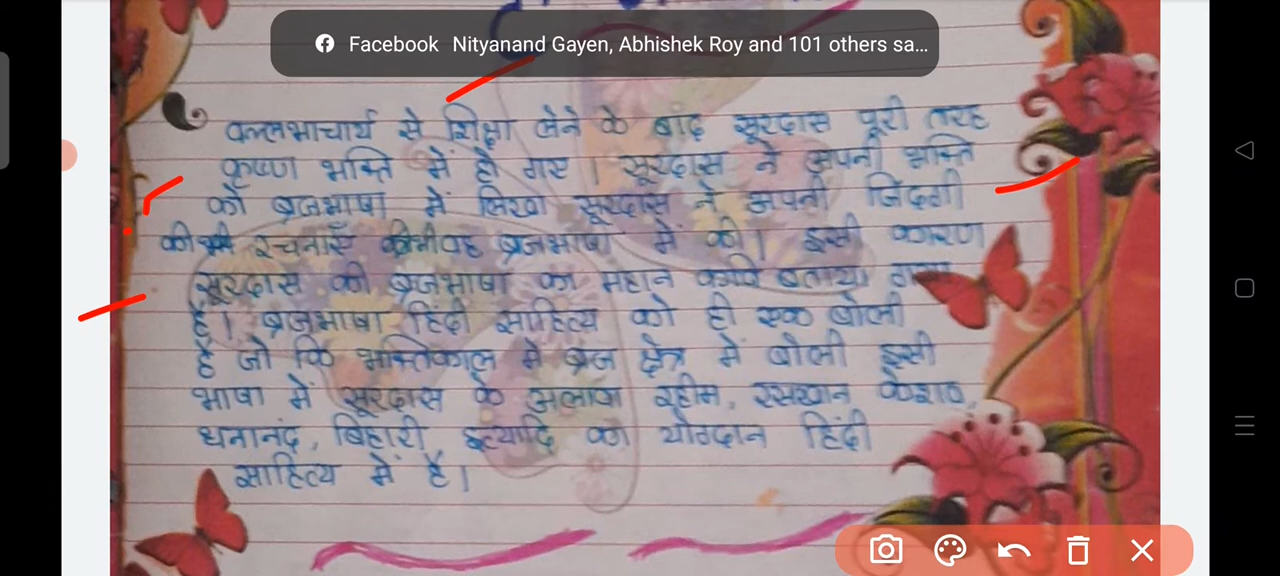 Facebook Nityanand Gayen, Abhishek Roy and 101 others sa...
वल्लभाचार्य से शिक्षा लेने के बाद सूरदास पूरी तरह
कृष्ण भक्ति में हो गए । सूरदास ने अपनी भक्ति
को ब्रजभाषा में लिखा सूरदास ने अपनी जिंदगी
की रचनाएँ ब्रजभाषा में की । इसी कारण
सूरदास को ब्रजभाषा का महान कवि बताया गया
है । ब्रजभाषा हिंदी साहित्य को ही एक बोली
है जो कि भक्तिकाल में ब्रज क्षेत्र में बोली इसी
भाषा में सूरदास के अलावा रहीम, रसखान केशव,
घनानंद, बिहारी, इत्यादि का योगदान हिंदी
साहित्य में है ।